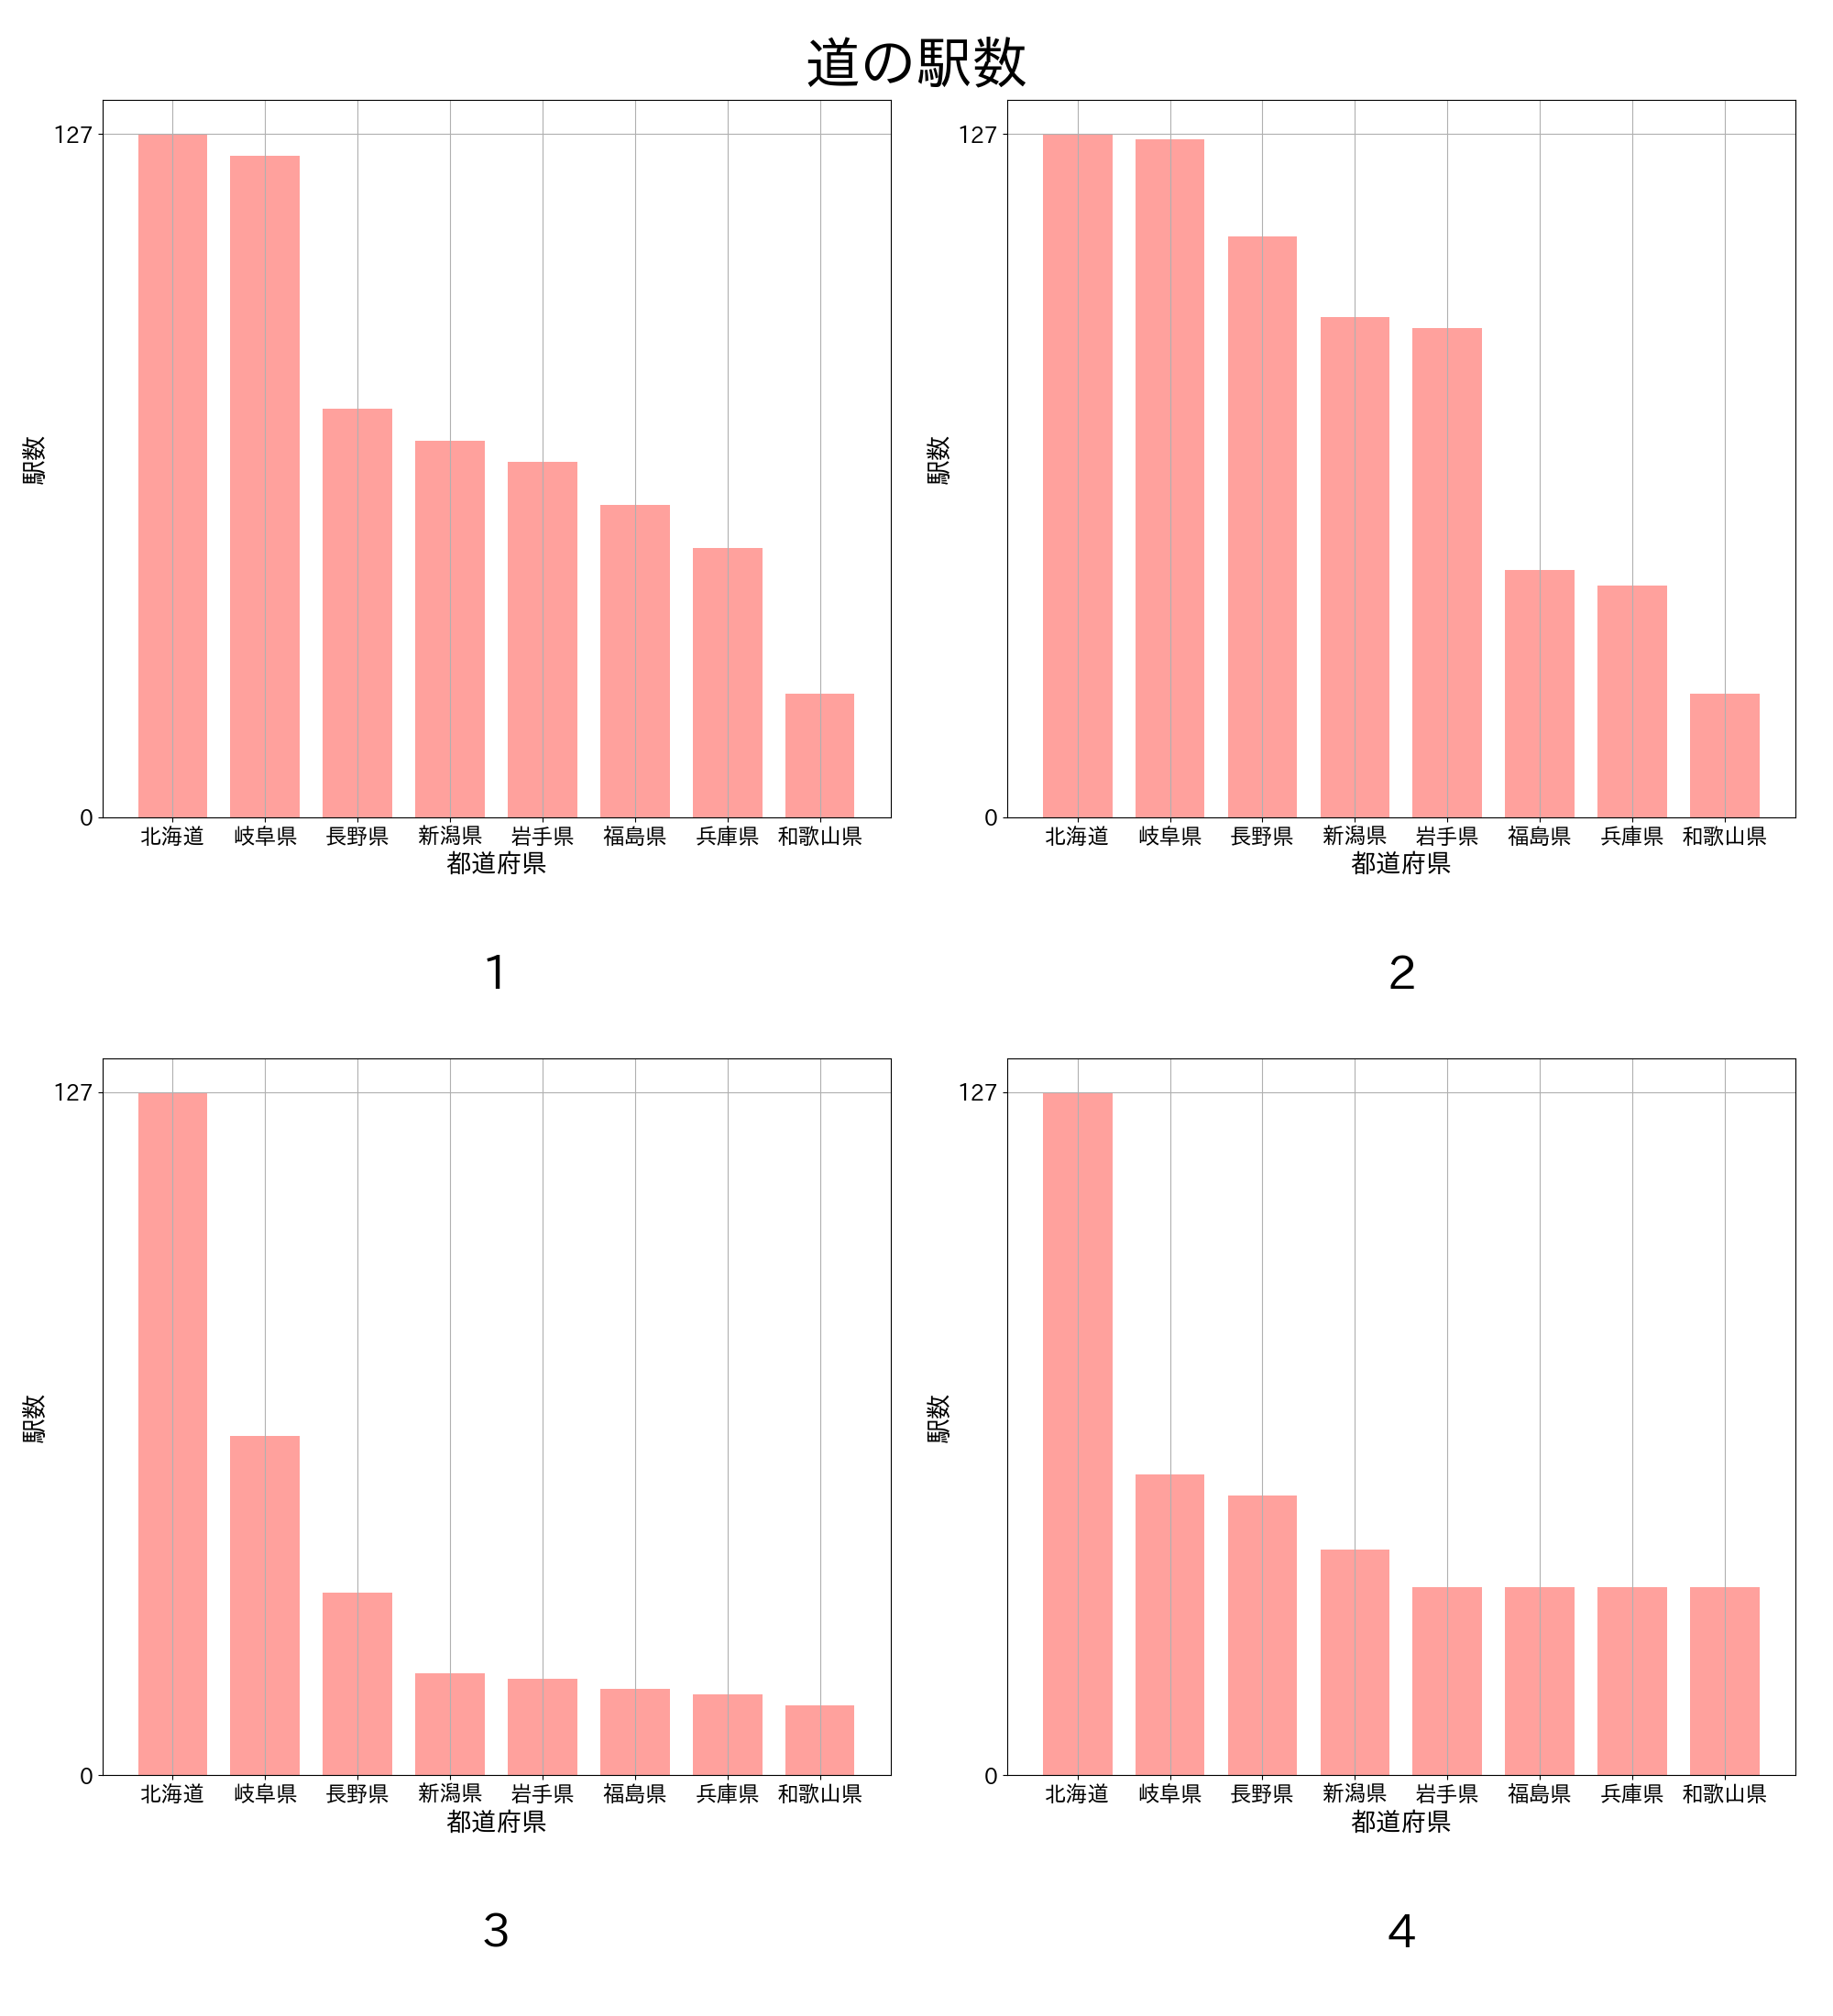 道の駅数
127
0
駅数
北海道 岐阜県 長野県 新潟県 岩手県 福島県 兵庫県 和歌山県
都道府県
1
127
0
駅数
北海道 岐阜県 長野県 新潟県 岩手県 福島県 兵庫県 和歌山県
都道府県
2
127
0
駅数
北海道 岐阜県 長野県 新潟県 岩手県 福島県 兵庫県 和歌山県
都道府県
3
127
0
駅数
北海道 岐阜県 長野県 新潟県 岩手県 福島県 兵庫県 和歌山県
都道府県
4